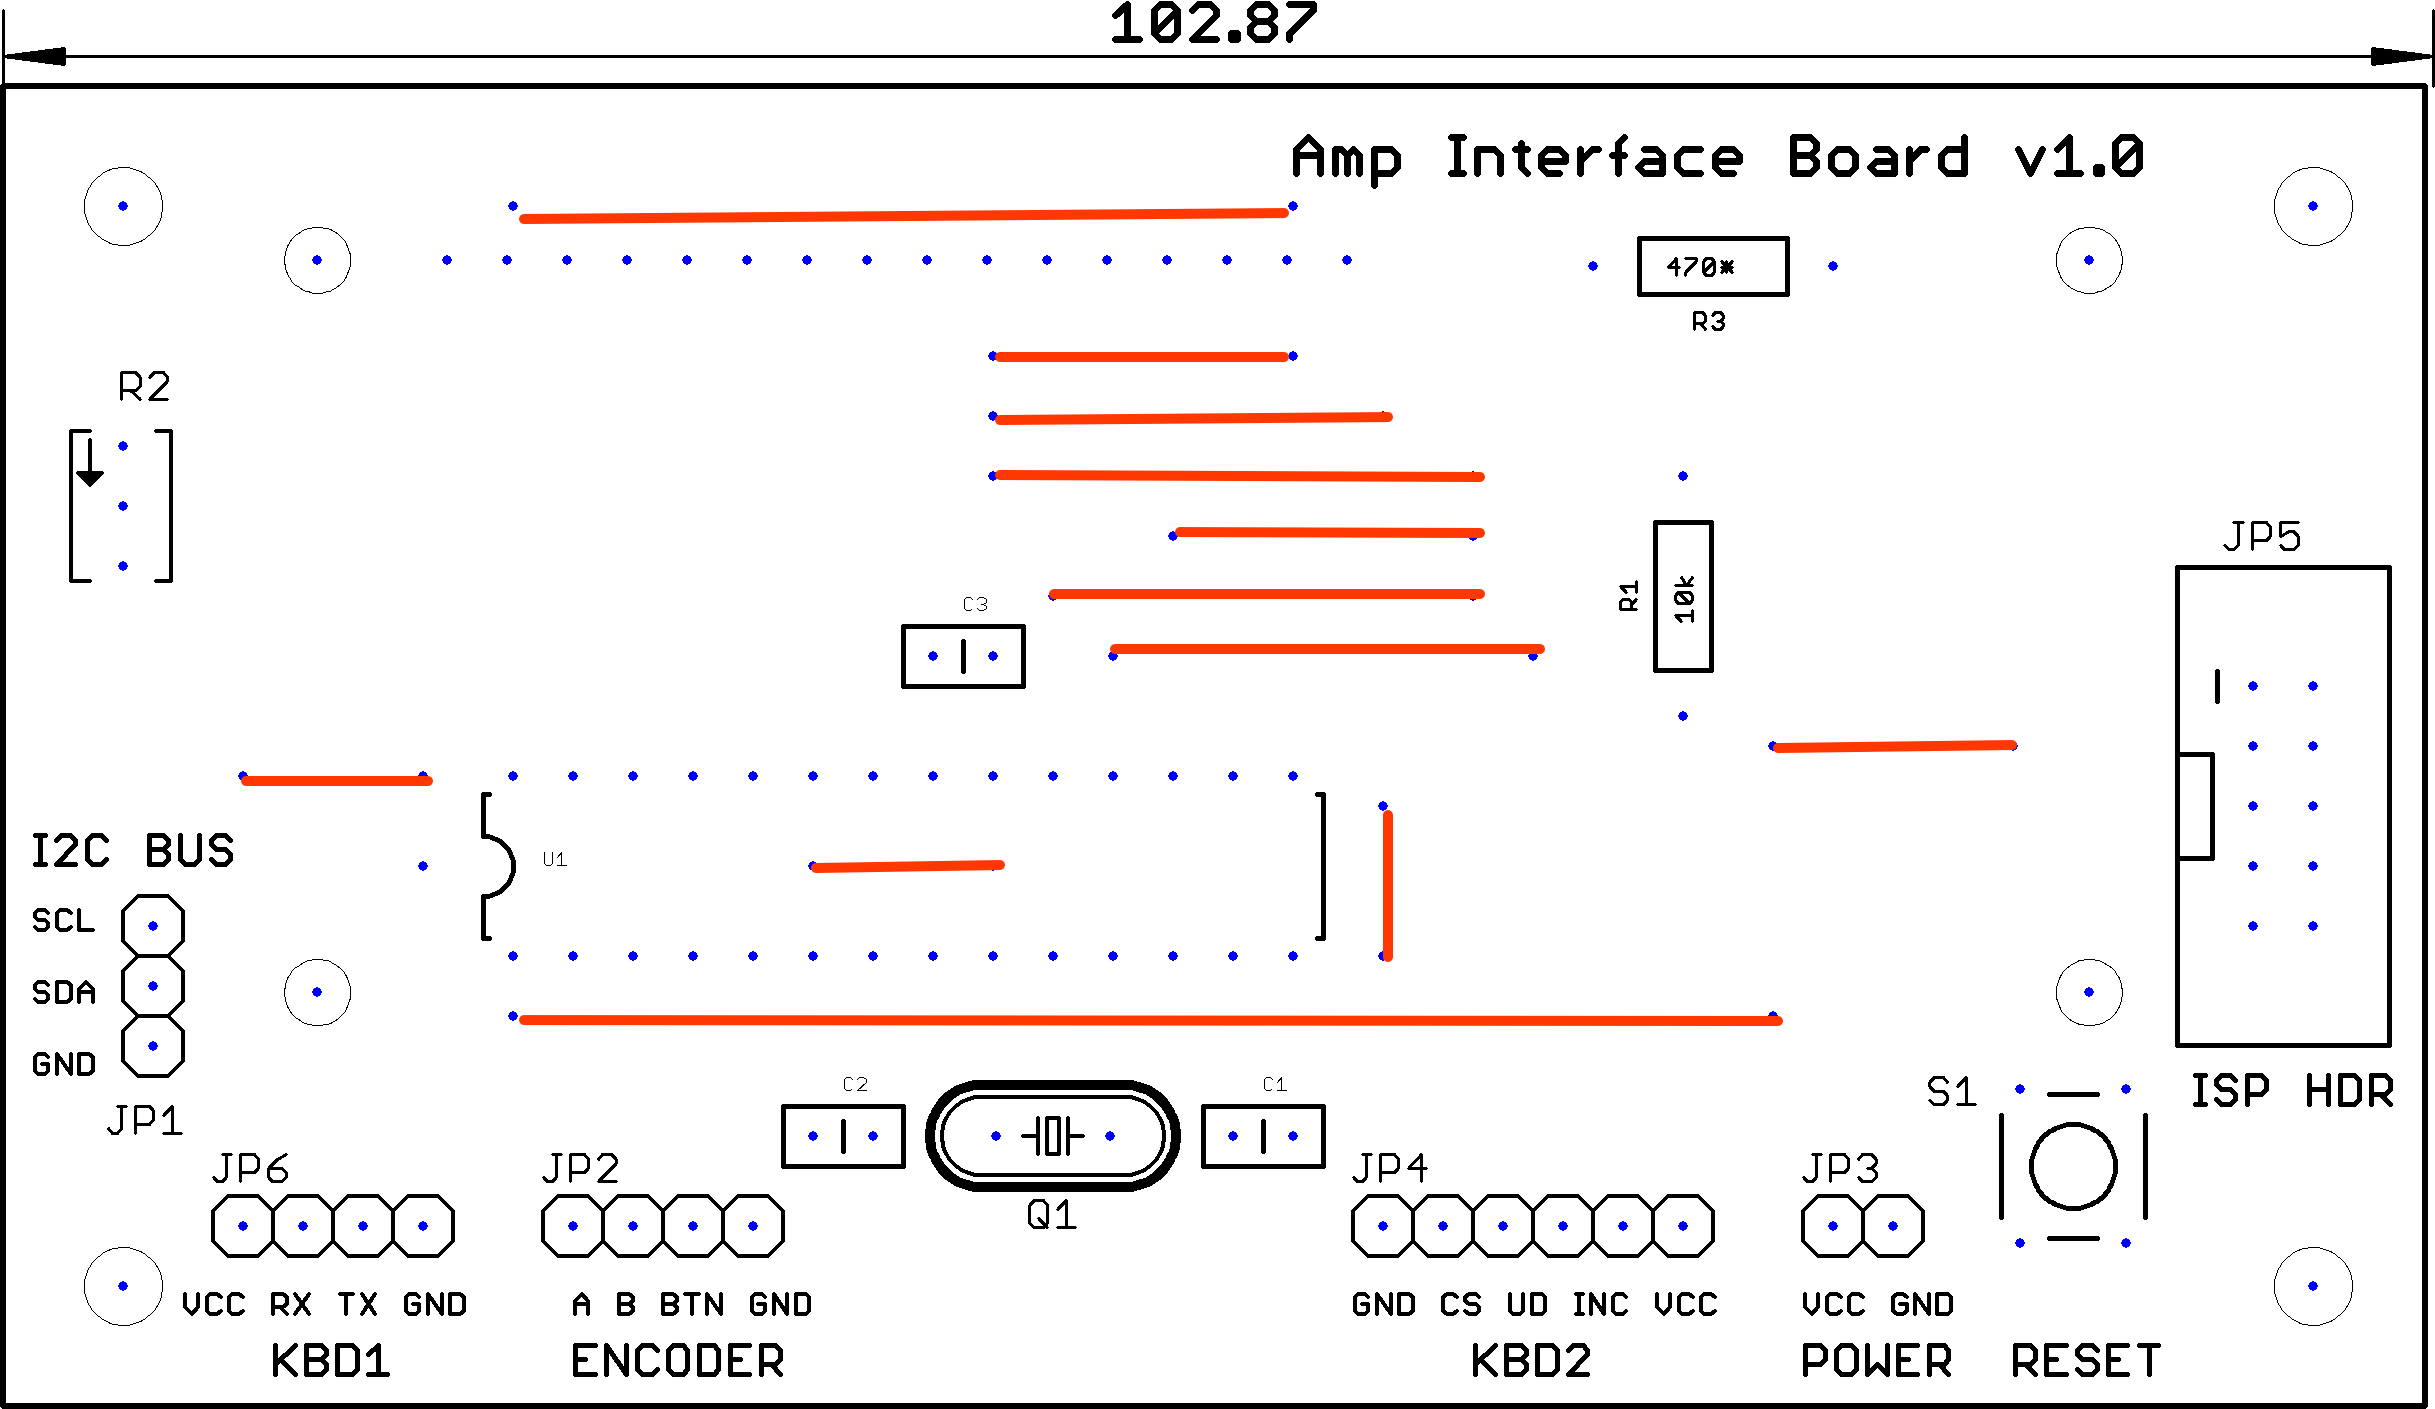 102.87
Amp Interface Board v1.0
470*
R3
R2
JP5
C3
R1
10k
I2C BUS
U1
SCL
SDA
GND
JP1
C2
C1
S1
ISP HDR
JP6
JP2
Q1
JP4
JP3
VCC RX TX GND
A B BTN GND
GND CS UD INC VCC
VCC GND
KBD1
ENCODER
KBD2
POWER
RESET